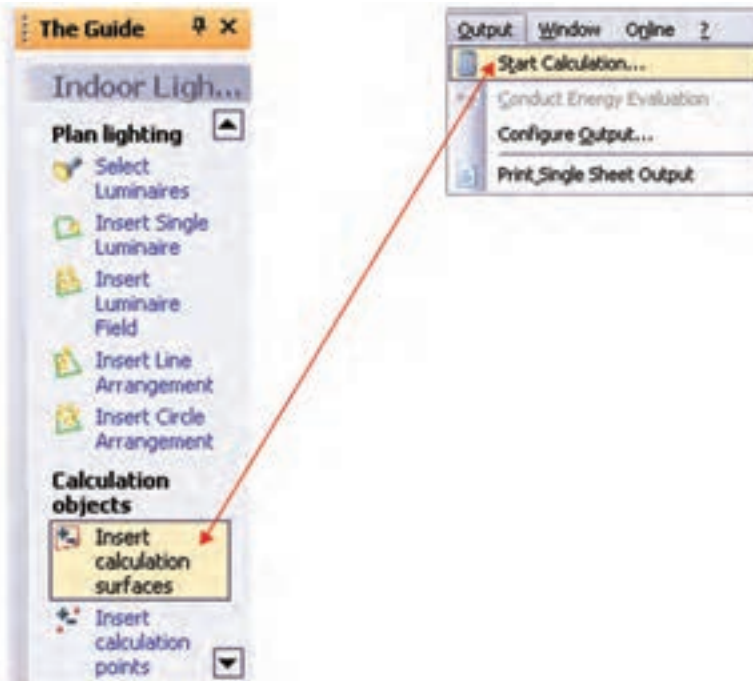 The Guide
Indoor Ligh...
Plan lighting
Select
Luminaires
Insert Single
Luminaire
Insert
Luminaire
Field
Insert Line
Arrangement
Insert Circle
Arrangement
Calculation
objects
Insert
calculation
surfaces
Insert
calculation
points
Output Window Online ?
Start Calculation...
Conduct Energy Evaluation
Configure Output...
Print Single Sheet Output